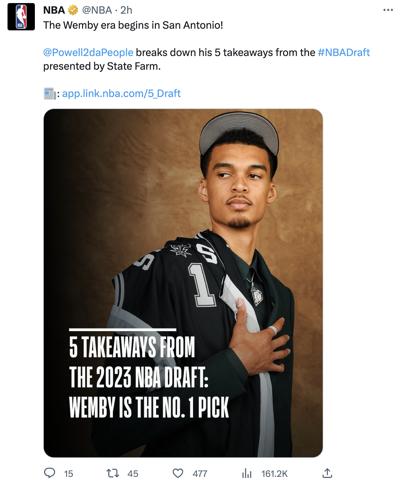 NBA @NBA · 2h
The Wemby era begins in San Antonio!
@Powell2daPeople breaks down his 5 takeaways from the #NBADraft
presented by State Farm.
: app.link.nba.com/5_Draft
S S
1
5 TAKEAWAYS FROM
THE 2023 NBA DRAFT:
WEMBY IS THE NO. 1 PICK
15 45 477 161.2K